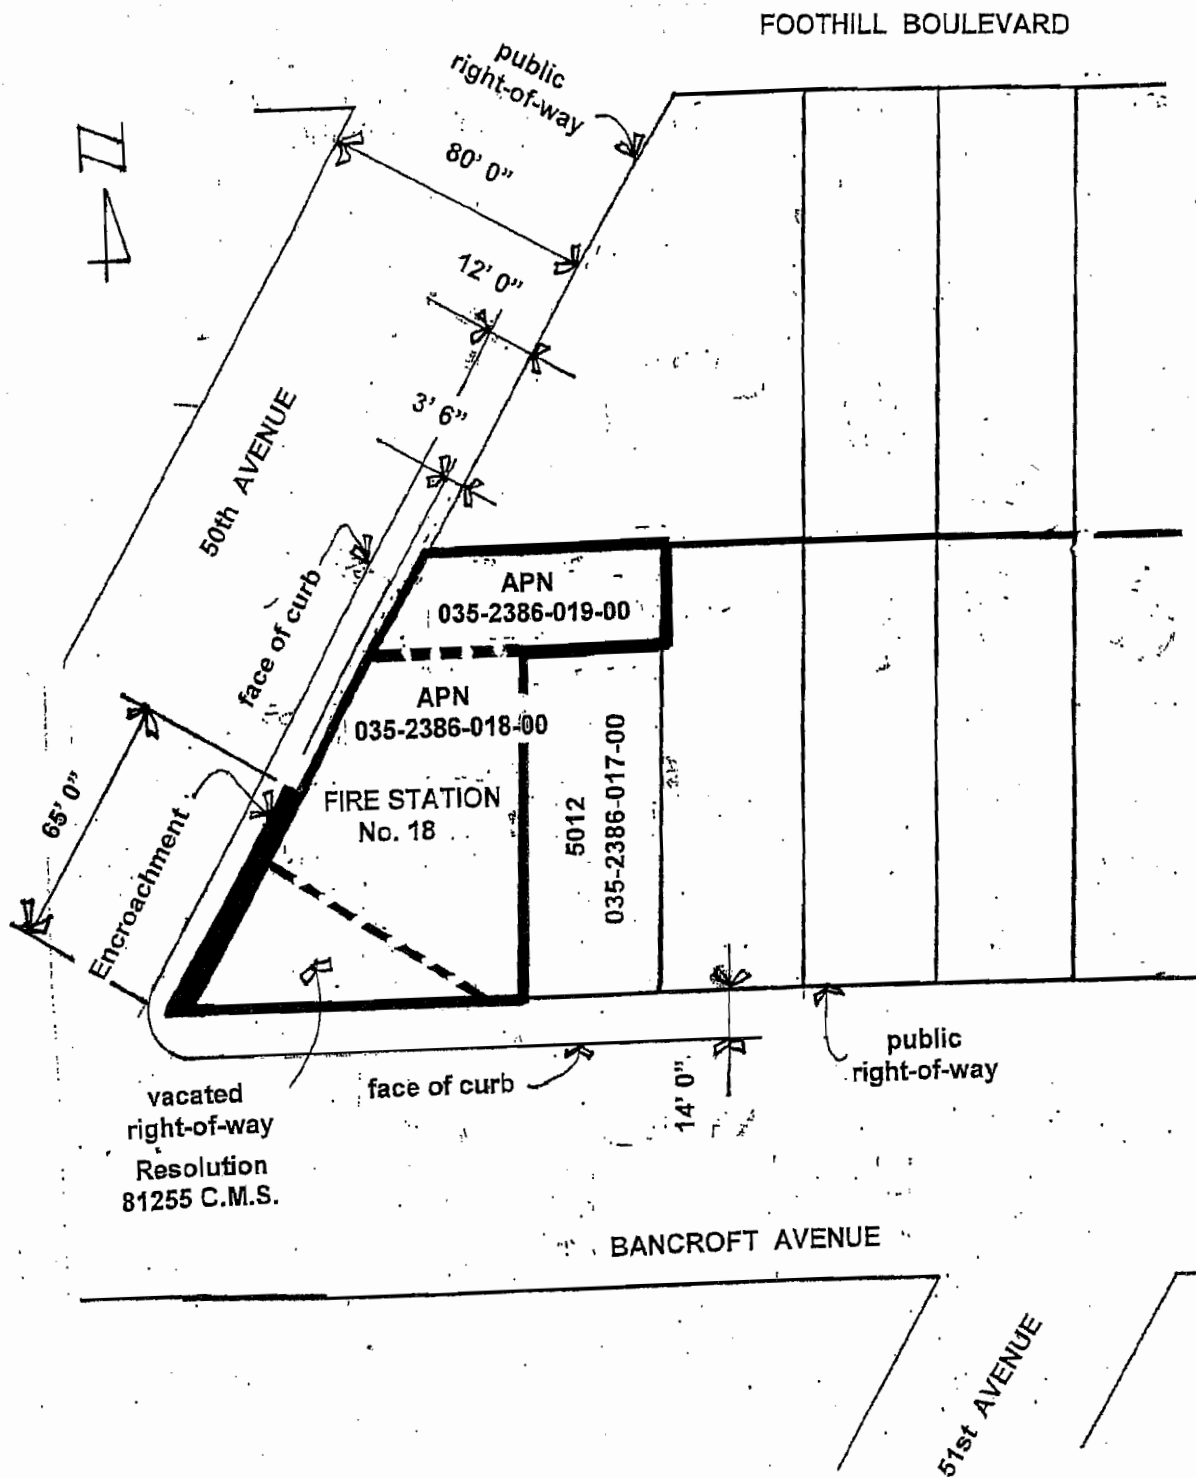 FOOTHILL BOULEVARD
public
right-of-way
80' 0"
12' 0"
3' 6"
50th AVENUE
face of curb
APN
035-2386-019-00
APN
035-2386-018-00
FIRE STATION
No. 18
5012
035-2386-017-00
65' 0"
Encroachment
vacated
right-of-way
Resolution
81255 C.M.S.
face of curb
14' 0"
public
right-of-way
BANCROFT AVENUE
51st AVENUE